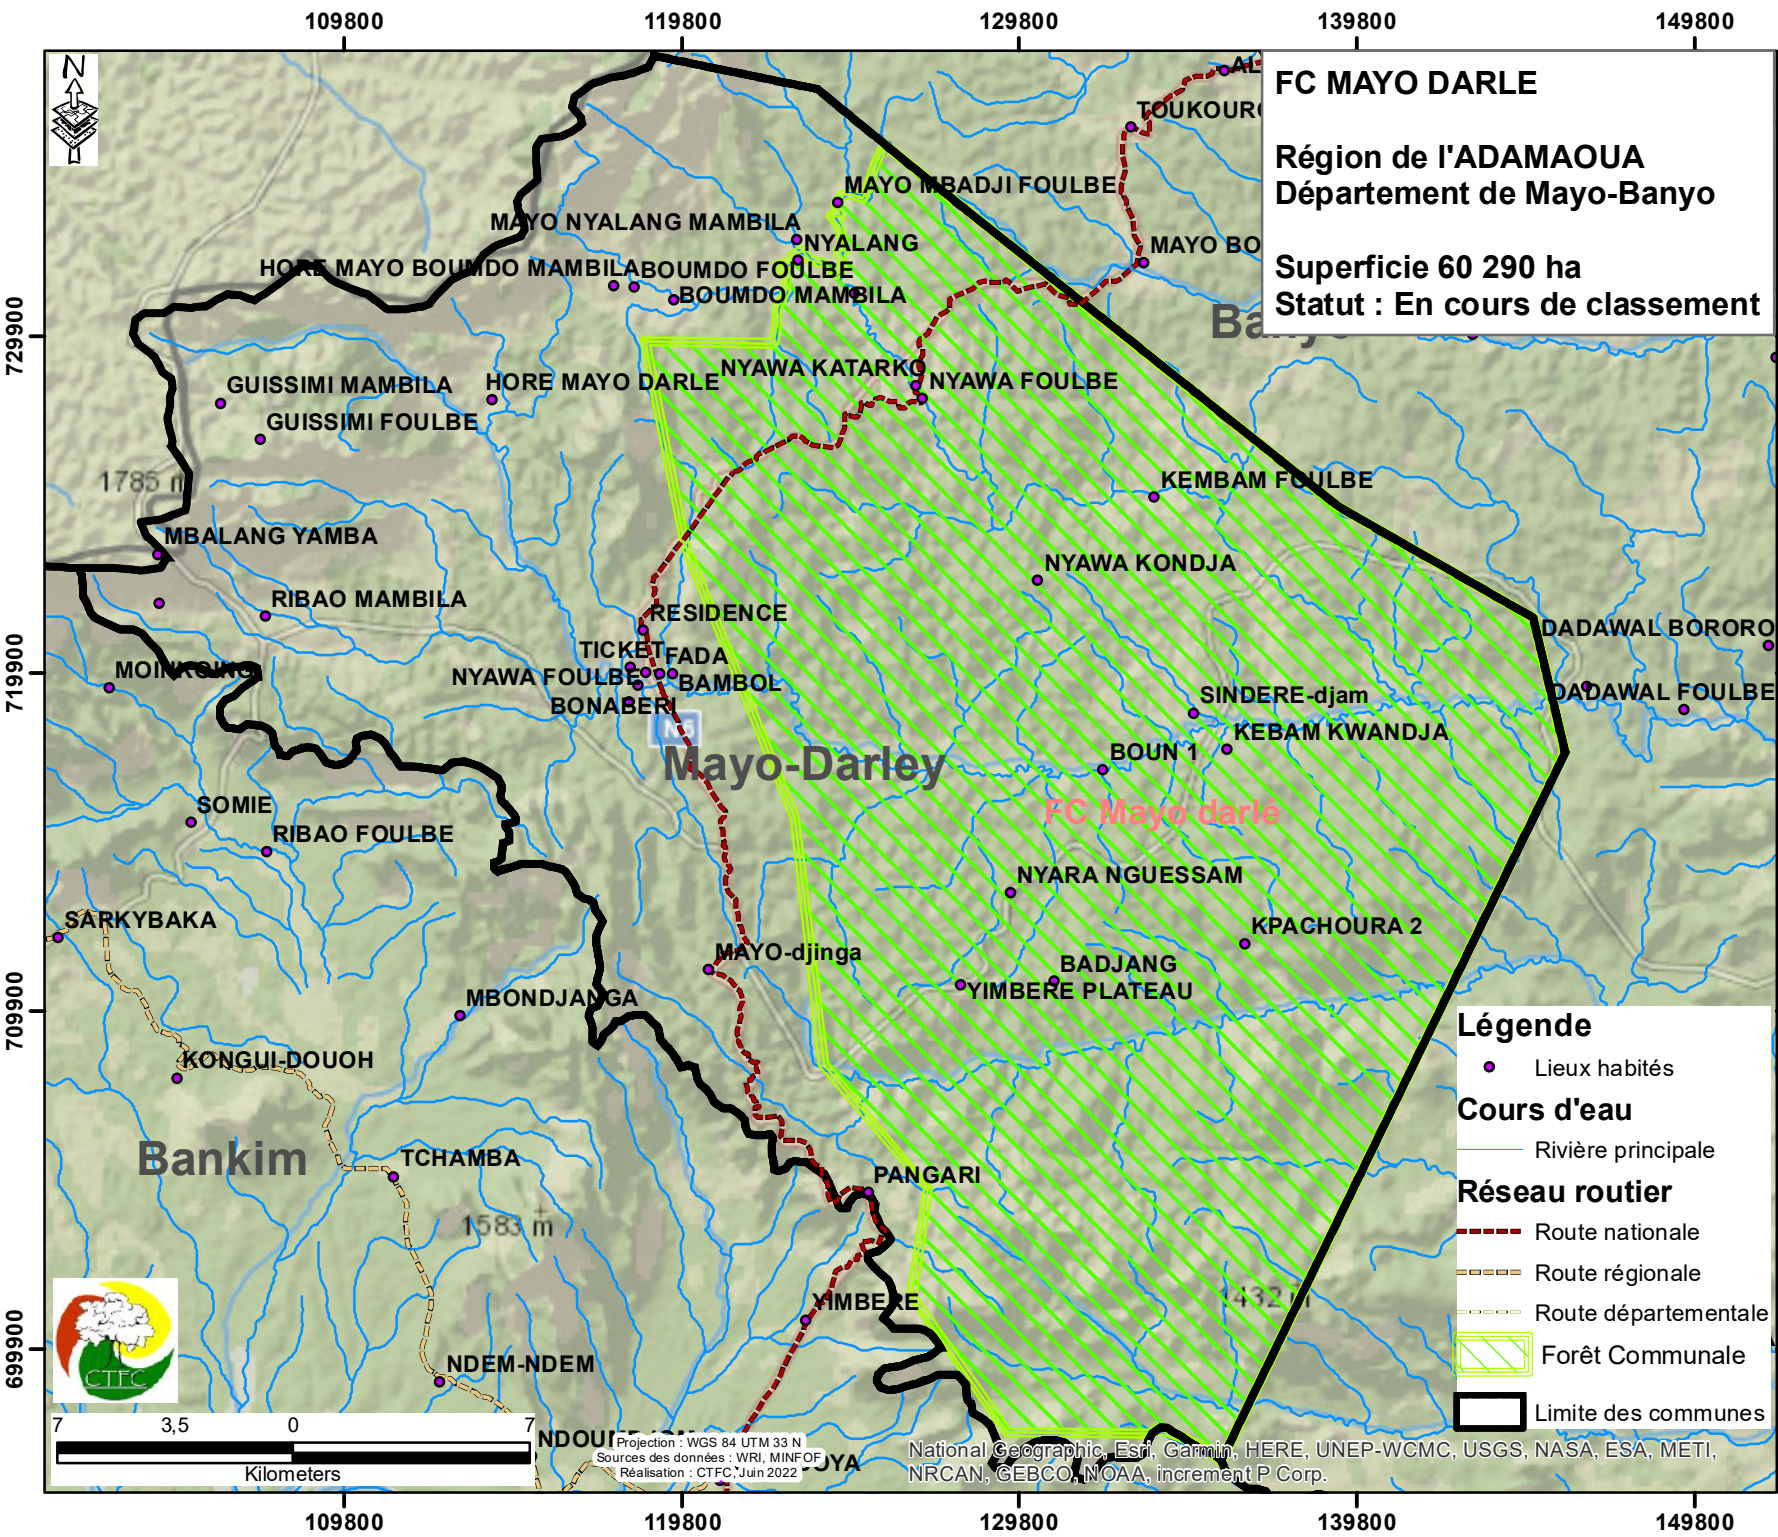 109800
119800
129800
139800
149800
N
FC MAYO DARLE
Région de l'ADAMAOUA
Département de Mayo-Banyo
Superficie 60 290 ha
Statut : En cours de classement
MAYO MBADJI FOULBE
MAYO NYALANG MAMBILA
NYALANG
MAYO BO
HORE MAYO BOUMDO MAMBILA
BOUMDO FOULBE
BOUMDO MAMBILA
729900
NYAWA KATARKO
NYAWA FOULBE
GUISSIMI MAMBILA
HORE MAYO DARLE
GUISSIMI FOULBE
1785 m
KEMBAM FOULBE
MBALANG YAMBA
NYAWA KONDJA
RIBAO MAMBILA
RESIDENCE
DADAWAL BORORO
TICKET
FADA
719900
NYAWA FOULBE
BAMBOL
SINDERE-djam
DADAWAL FOULBE
BONABERI
N6
KEBAM KWANDJA
BOUN 1
Mayo-Darley
FC Mayo darlé
SOMIE
RIBAO FOULBE
NYARA NGUESSAM
SARKYBAKA
KPACHOURA 2
MAYO-djinga
BADJANG
YIMBERE PLATEAU
MBONDJANGA
709900
KONGUI-DOUOH
Bankim
TCHAMBA
PANGARI
1583 m
1432 m
YIMBERE
699900
NDEM-NDEM
Légende
Lieux habités
Cours d'eau
Rivière principale
Réseau routier
Route nationale
Route régionale
Route départementale
Forêt Communale
Limite des communes
CTFC
7
3,5
0
7
Kilometers
Projection : WGS 84 UTM 33 N
Sources des données : WRI, MINFOF
Réalisation : CTFC, Juin 2022
National Geographic, Esri, Garmin, HERE, UNEP-WCMC, USGS, NASA, ESA, METI,
NRCAN, GEBCO, NOAA, increment P Corp.
109800
119800
129800
139800
149800